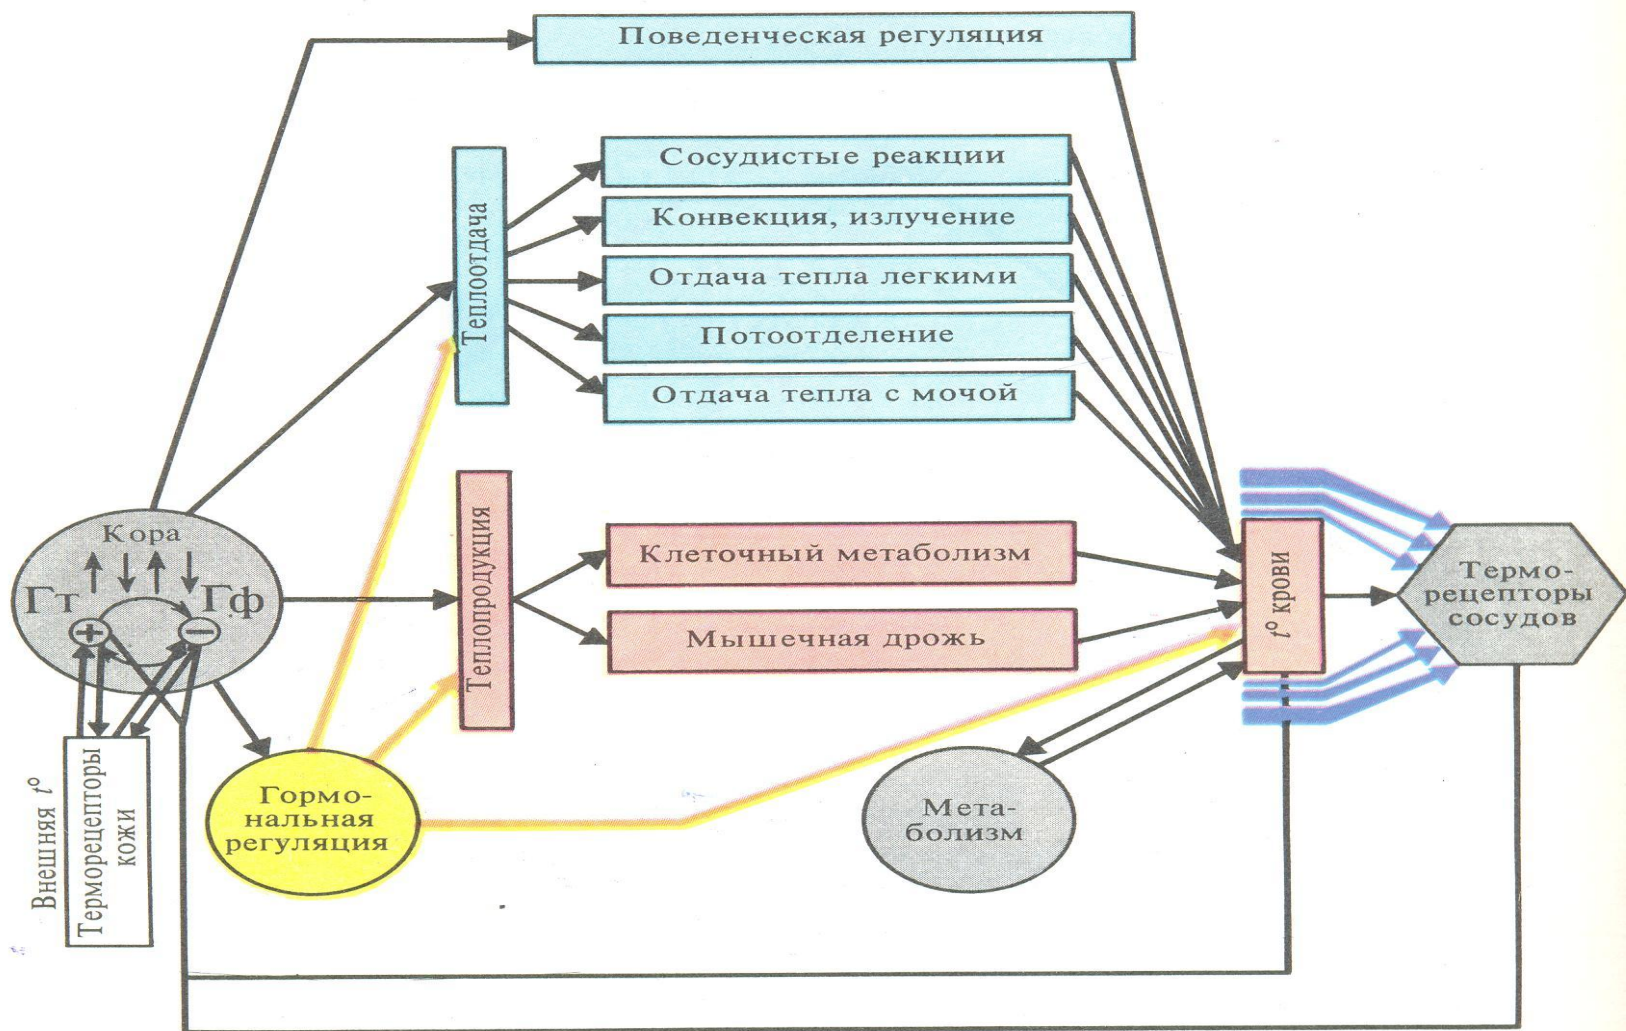 Поведенческая регуляция
Сосудистые реакции
Конвекция, излучение
Отдача тепла легкими
Потоотделение
Отдача тепла с мочой
Теплоотдача
Кора
Гт Гф
+ −
Теплопродукция
Клеточный метаболизм
Мышечная дрожь
t° крови
Термо-
рецепторы
сосудов
Внешняя t°
Терморецепторы
кожи
Гормо-
нальная
регуляция
Мета-
болизм